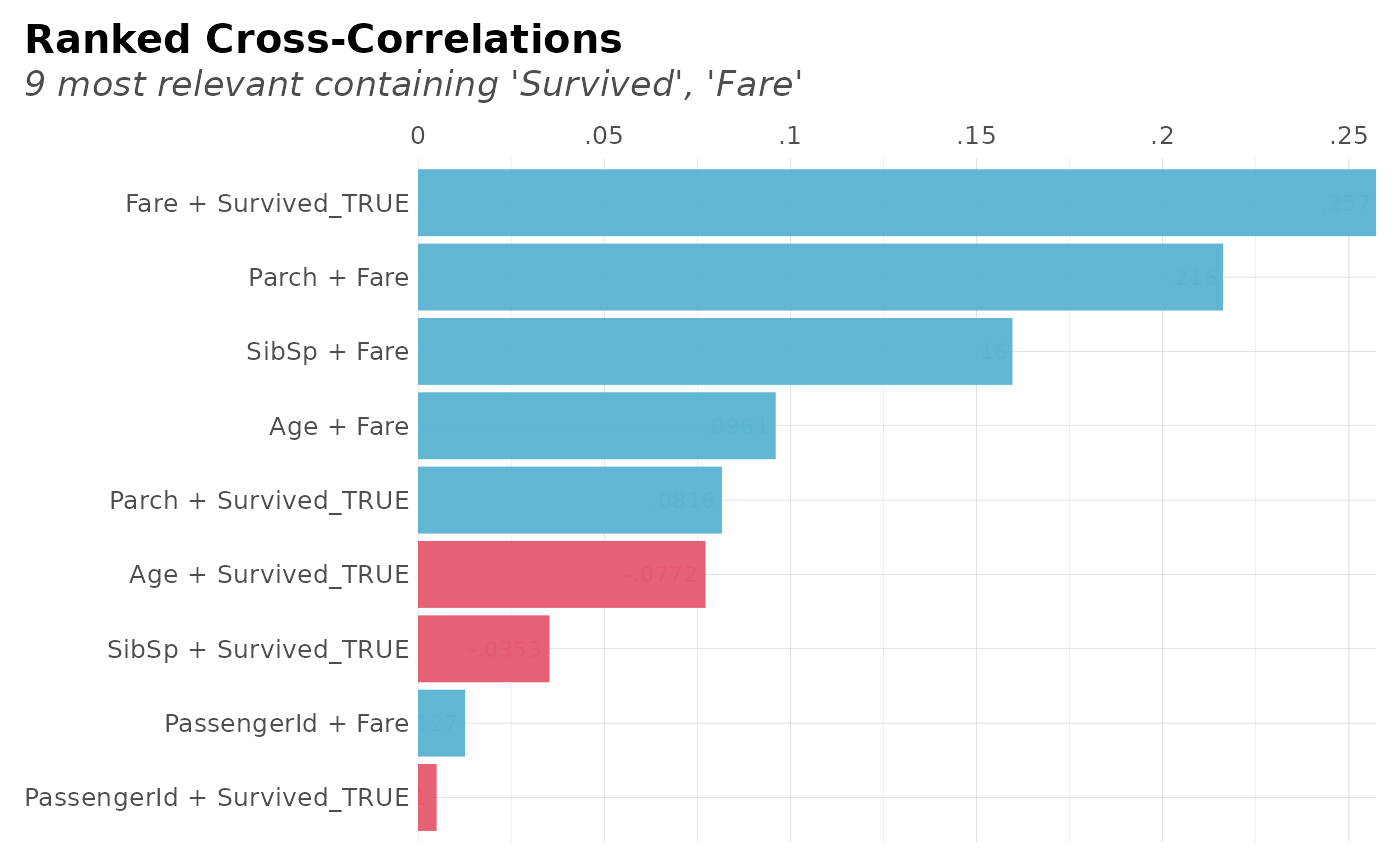 Ranked Cross-Correlations
9 most relevant containing 'Survived', 'Fare'
0 .05 .1 .15 .2 .25
Fare + Survived_TRUE .257
Parch + Fare .216
SibSp + Fare .16
Age + Fare .0961
Parch + Survived_TRUE .0816
Age + Survived_TRUE -.0772
SibSp + Survived_TRUE -.0353
PassengerId + Fare 127
PassengerId + Survived_TRUE